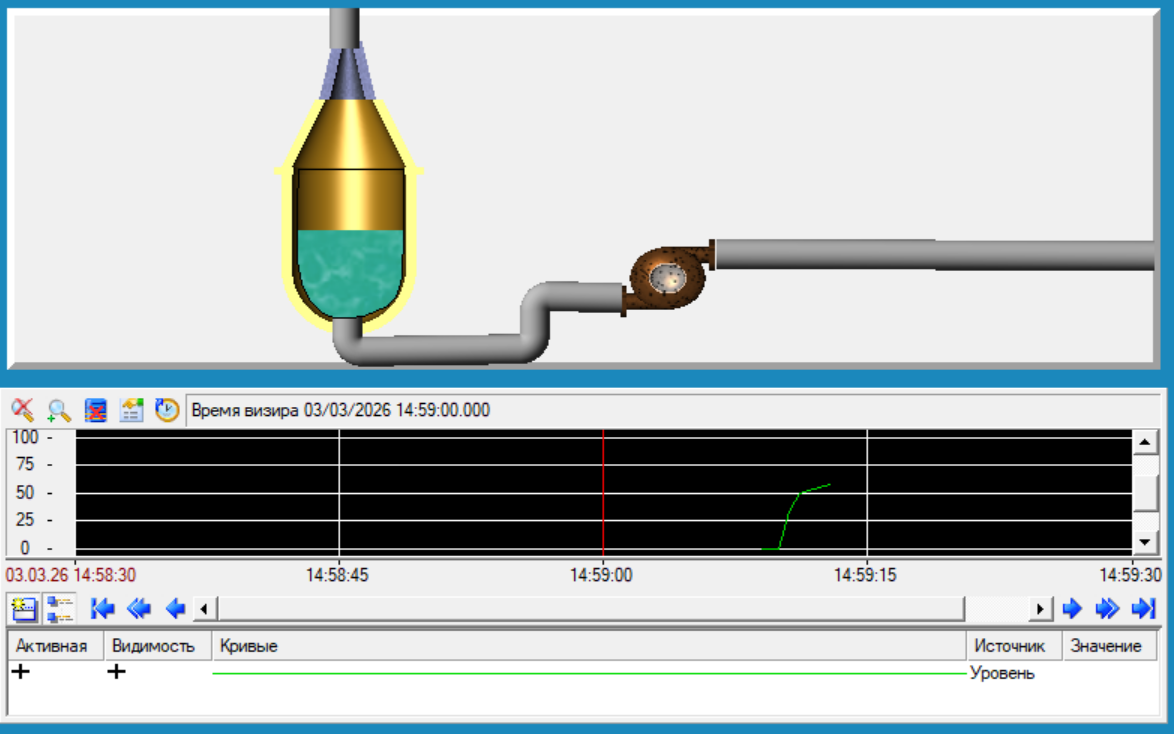 Время визира 03/03/2026 14:59:00.000
100 -
75 -
50 -
25 -
0 -
03.03.26 14:58:30 14:58:45 14:59:00 14:59:15 14:59:30
Активная Видимость Кривые Источник Значение
Уровень